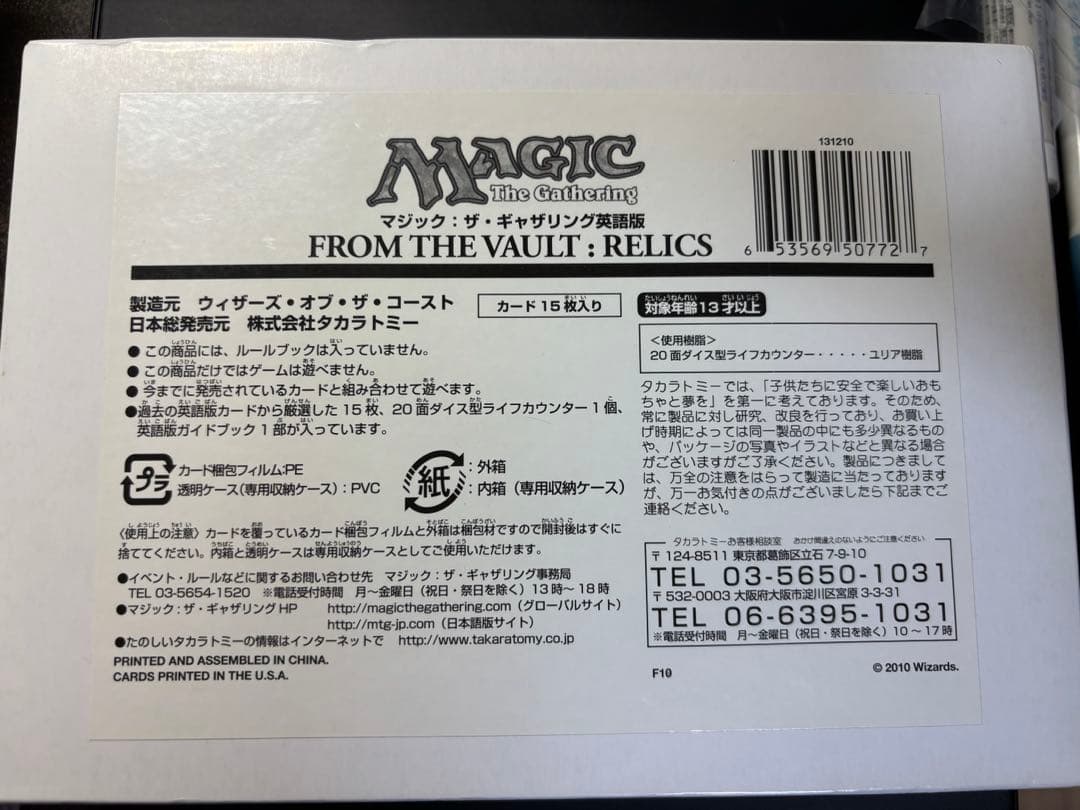 MAGIC
The Gathering
マジック：ザ・ギャザリング英語版
FROM THE VAULT : RELICS
131210
6 53569 50772 7
製造元 ウィザーズ・オブ・ザ・コースト
日本総発売元 株式会社タカラトミー
カード15枚入り
対象年齢13才以上
●この商品には、ルールブックは入っていません。
●この商品だけではゲームは遊べません。
●今までに発売されているカードと組み合わせて遊べます。
●過去の英語版カードから厳選した15枚、20面ダイス型ライフカウンター1個、
英語版ガイドブック1部が入っています。
<使用樹脂>
20面ダイス型ライフカウンター・・・・・ユリア樹脂
タカラトミーでは、「子供たちに安全で楽しいおも
ちゃと夢を」を第一に考えております。そのため、
常に製品に対し研究、改良を行っており、お買い上
げ時期によっては同一製品の中にも多少異なるもの
や、パッケージの写真やイラストなどと異なる場合
がございますがご了承ください。製品につきまして
は、万全の注意をはらって製造に当たっております
が、万一お気付きの点がございましたら下記までご
連絡ください。
プラ
カード梱包フィルム:PE
透明ケース（専用収納ケース）：PVC
紙
：外箱
：内箱（専用収納ケース）
〈使用上の注意〉カードを覆っているカード梱包フィルムと外箱は梱包材ですので開封後はすぐに
捨ててください。内箱と透明ケースは専用収納ケースとしてご使用いただけます。
●イベント・ルールなどに関するお問い合わせ先 マジック：ザ・ギャザリング事務局
TEL 03-5654-1520 ※電話受付時間 月～金曜日（祝日・祭日を除く）13時～18時
●マジック：ザ・ギャザリングHP http://magicthegathering.com（グローバルサイト）
http://mtg-jp.com（日本語版サイト）
●たのしいタカラトミーの情報はインターネットで http://www.takaratomy.co.jp
PRINTED AND ASSEMBLED IN CHINA.
CARDS PRINTED IN THE U.S.A.
タカラトミーお客様相談室 おかけ間違えのないようにご注意ください
〒124-8511 東京都葛飾区立石7-9-10
TEL 03-5650-1031
〒532-0003 大阪府大阪市淀川区宮原3-3-31
TEL 06-6395-1031
※電話受付時間 月～金曜日（祝日・祭日を除く）10～17時
F10
© 2010 Wizards.